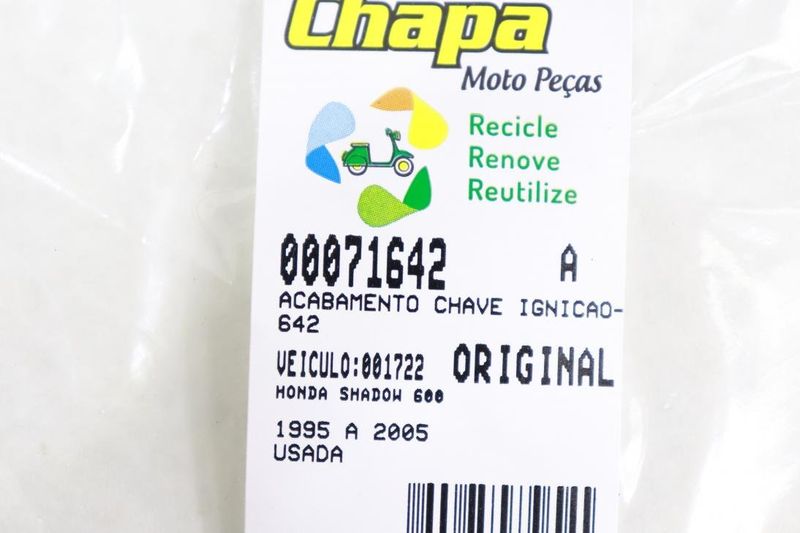 Chapa
Moto Peças
Recicle
Renove
Reutilize
00071642 A
ACABAMENTO CHAVE IGNICAO-
642
VEICULO:001722 ORIGINAL
HONDA SHADOW 600
1995 A 2005
USADA